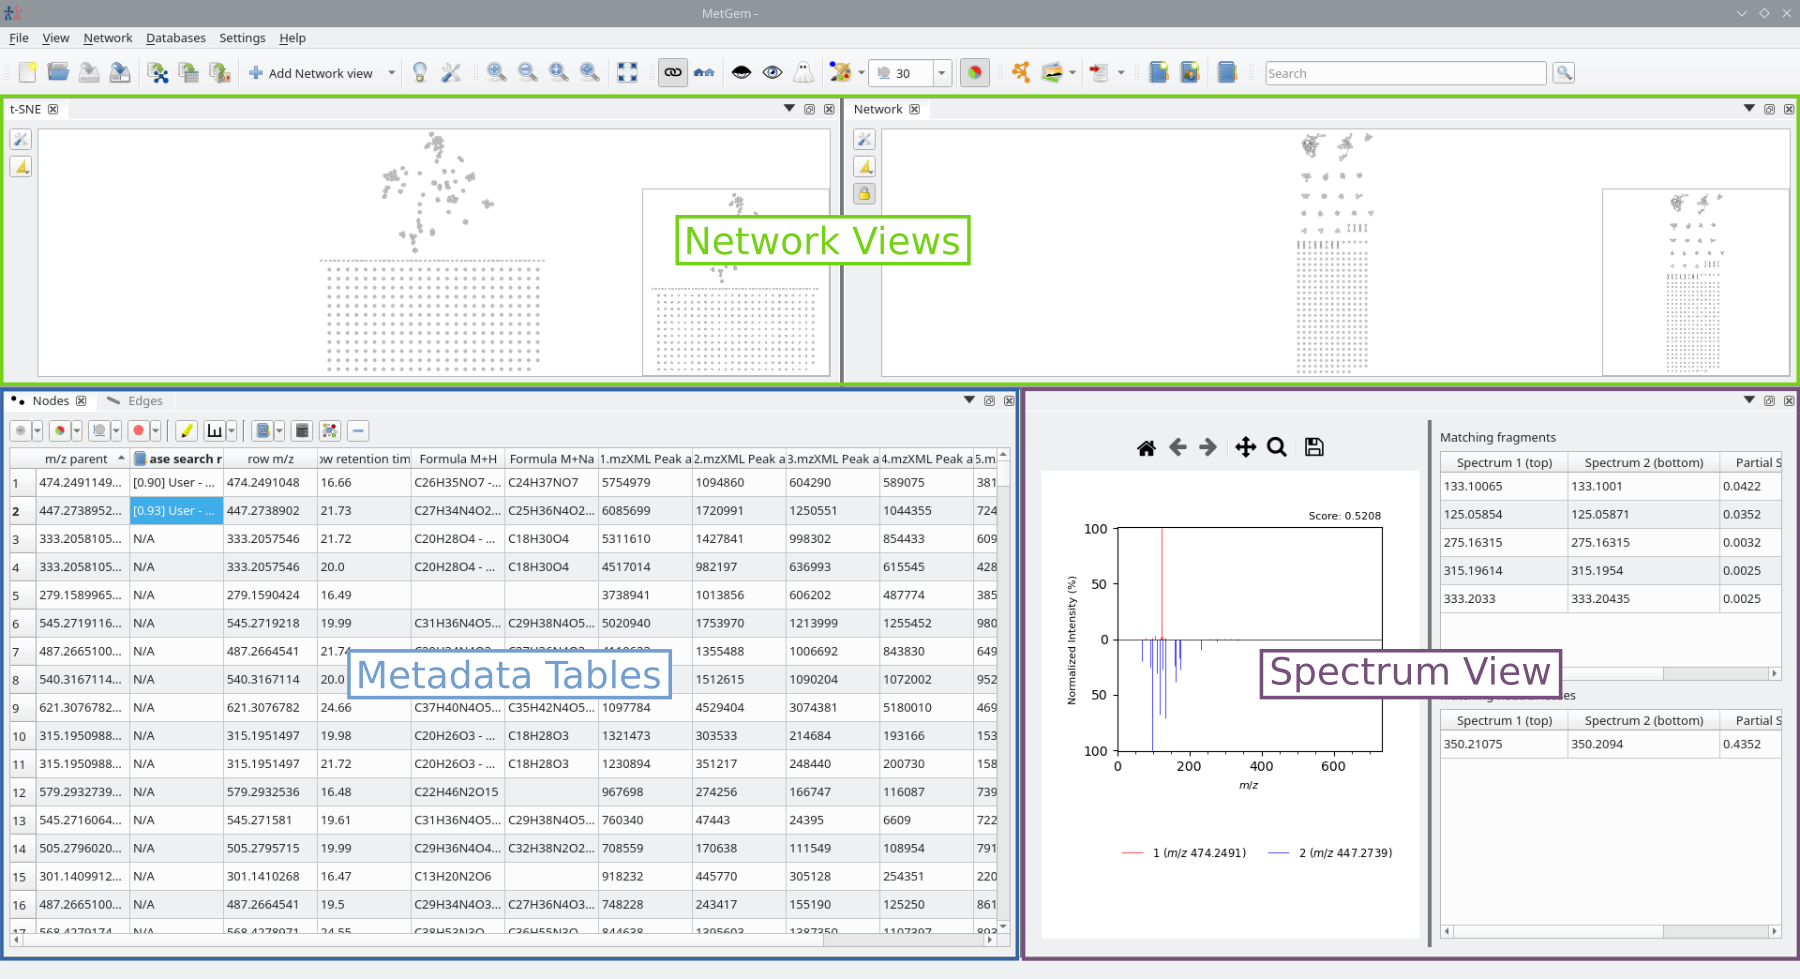 MetGem -
File View Network Databases Settings Help
Add Network view 30 Search
t-SNE
Network
Network Views
Nodes Edges
m/z parent ase search r row m/z ow retention tim Formula M+H Formula M+Na 1.mzXML Peak a 2.mzXML Peak a 3.mzXML Peak a 4.mzXML Peak a 5.m
1 474.2491149... [0.90] User - ... 474.2491048 16.66 C26H35NO7 -... C24H37NO7 5754979 1094860 604290 589075 381
2 447.2738952... [0.93] User - ... 447.2738902 21.73 C27H34N4O2... C25H36N4O2... 6085699 1720991 1250551 1044355 724
3 333.2058105... N/A 333.2057546 21.72 C20H28O4 - ... C18H30O4 5311610 1427841 998302 854433 609
4 333.2058105... N/A 333.2057546 20.0 C20H28O4 - ... C18H30O4 4517014 982197 636993 615545 428
5 279.1589965... N/A 279.1590424 16.49 3738941 1013856 606202 487774 385
6 545.2719116... N/A 545.2719218 19.99 C31H36N4O5... C29H38N4O5... 5020940 1753970 1213999 1255452 980
7 487.2665100... N/A 487.2664541 21.74 1355488 1006692 843830 649
8 540.3167114... N/A 540.3167114 20.0 1512615 1090204 1072002 952
9 621.3076782... N/A 621.3076782 24.66 C37H40N4O5... C35H42N4O5... 1097784 4529404 3074381 5180010 469
10 315.1950988... N/A 315.1951497 19.98 C20H26O3 - ... C18H28O3 1321473 303533 214684 193166 153
11 315.1950988... N/A 315.1951497 21.72 C20H26O3 - ... C18H28O3 1230894 351217 248440 200730 158
12 579.2932739... N/A 579.2932536 16.48 C22H46N2O15 967698 274256 166747 116087 739
13 545.2716064... N/A 545.271581 19.61 C31H36N4O5... C29H38N4O5... 760340 47443 24395 6609 722
14 505.2796020... N/A 505.2795715 19.99 C29H36N4O4... C32H38N2O2... 708559 170638 111549 108954 791
15 301.1409912... N/A 301.1410268 16.47 C13H20N2O6 918232 445770 305128 254351 220
16 487.2665100... N/A 487.2664541 19.5 C29H34N4O3... C27H36N4O3... 748228 243417 155190 125250 861
17 568.4279174... N/A 568.4278971 24.55 C38H53N3O... C36H55N3O... 844638 1395603 1387350 1107397 893
Metadada Tables
Score: 0.5208
100
50
0
50
100
Normalized Intensity (%)
0 200 400 600
m/z
1 (m/z 474.2491) 2 (m/z 447.2739)
Spectrum View
Matching fragments
Spectrum 1 (top) Spectrum 2 (bottom) Partial S
133.10065 133.1001 0.0422
125.05854 125.05871 0.0352
275.16315 275.16315 0.0032
315.19614 315.1954 0.0025
333.2033 333.20435 0.0025
Spectrum 1 (top) Spectrum 2 (bottom) Partial S
350.21075 350.2094 0.4352